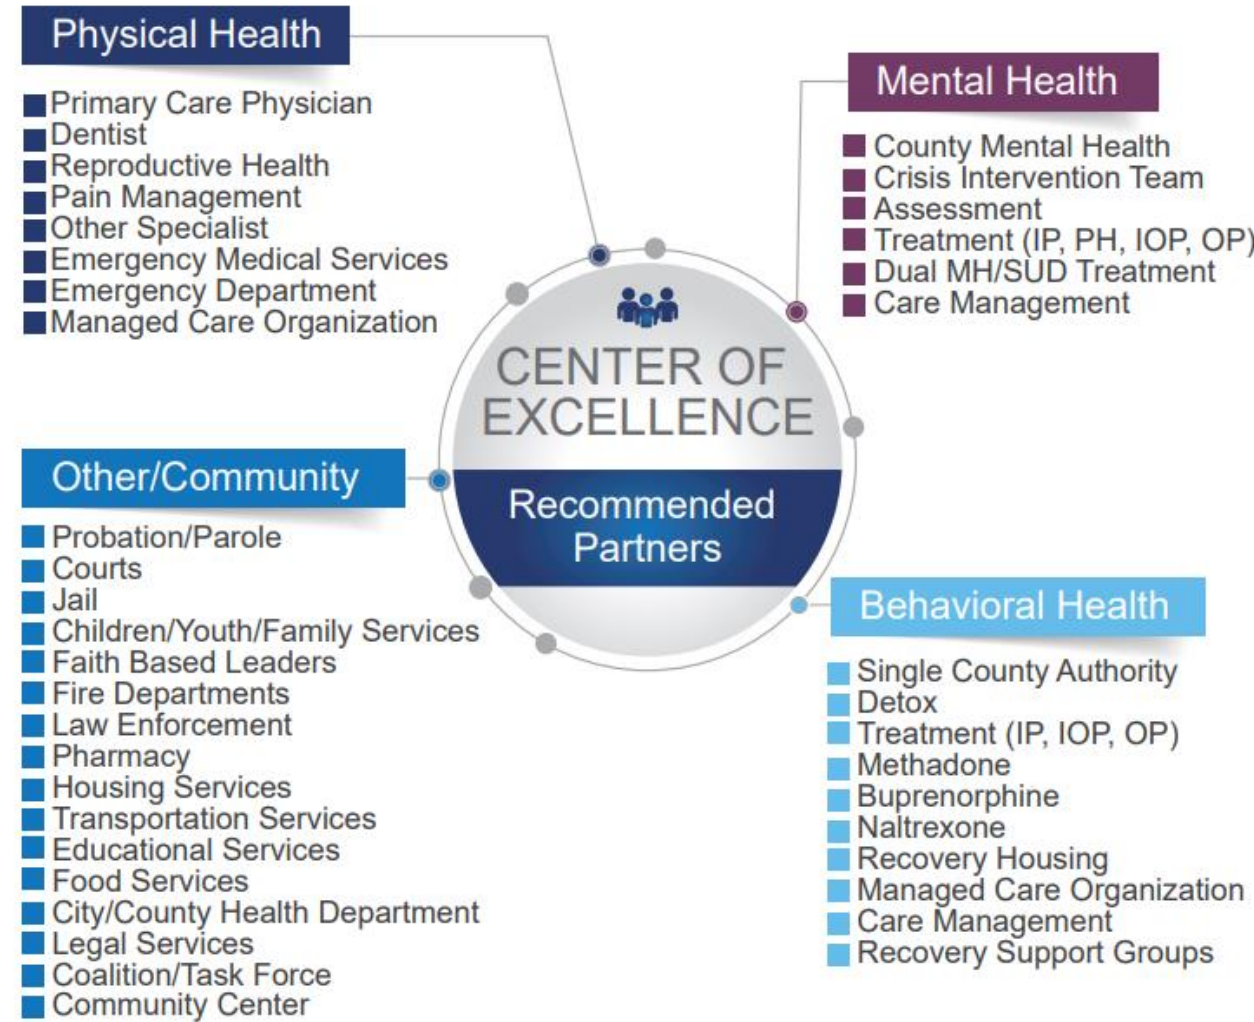 Physical Health
Primary Care Physician
Dentist
Reproductive Health
Pain Management
Other Specialist
Emergency Medical Services
Emergency Department
Managed Care Organization
Mental Health
County Mental Health
Crisis Intervention Team
Assessment
Treatment (IP, PH, IOP, OP)
Dual MH/SUD Treatment
Care Management
CENTER OF
EXCELLENCE
Recommended
Partners
Other/Community
Probation/Parole
Courts
Jail
Children/Youth/Family Services
Faith Based Leaders
Fire Departments
Law Enforcement
Pharmacy
Housing Services
Transportation Services
Educational Services
Food Services
City/County Health Department
Legal Services
Coalition/Task Force
Community Center
Behavioral Health
Single County Authority
Detox
Treatment (IP, IOP, OP)
Methadone
Buprenorphine
Naltrexone
Recovery Housing
Managed Care Organization
Care Management
Recovery Support Groups